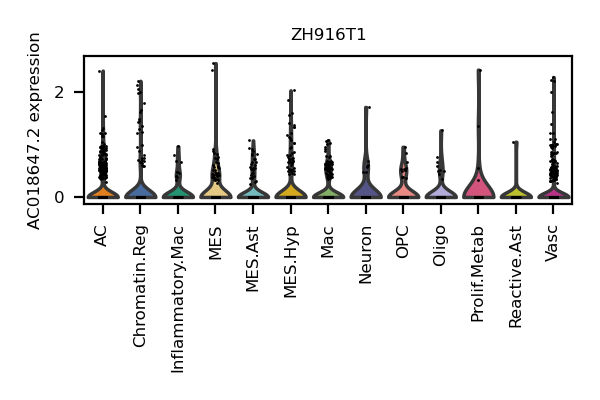 ZH916T1
AC018647.2 expression
2
0
AC
Chromatin.Reg
Inflammatory.Mac
MES
MES.Ast
MES.Hyp
Mac
Neuron
OPC
Oligo
Prolif.Metab
Reactive.Ast
Vasc